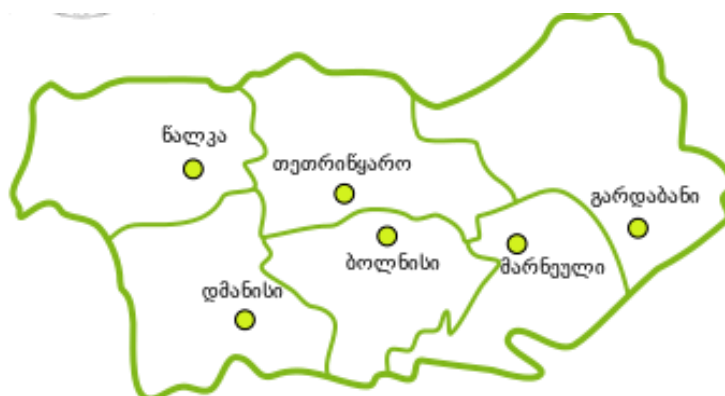 წალკა
თეთრიწყარო
გარდაბანი
ბოლნისი
მარნეული
დმანისი